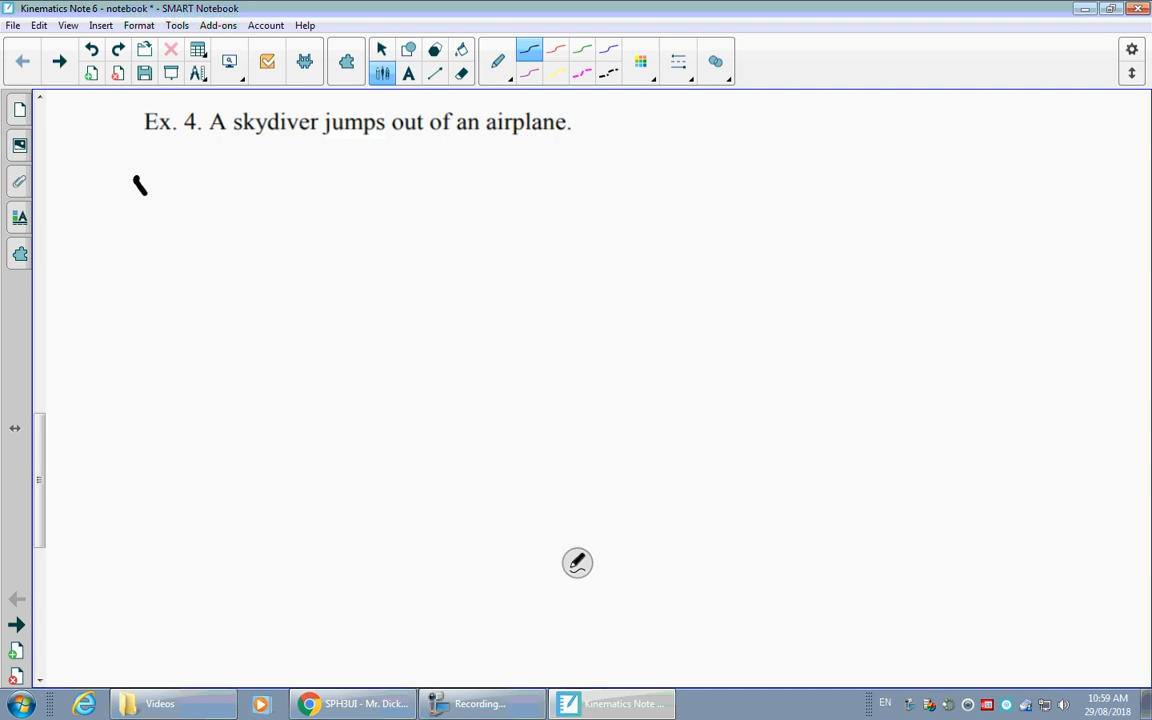 Kinematics Note 6 - notebook * - SMART Notebook
File Edit View Insert Format Tools Add-ons Account Help
Ex. 4. A skydiver jumps out of an airplane.
Videos
SPH3UI - Mr. Dick...
Recording...
Kinematics Note ...
EN
10:59 AM
29/08/2018